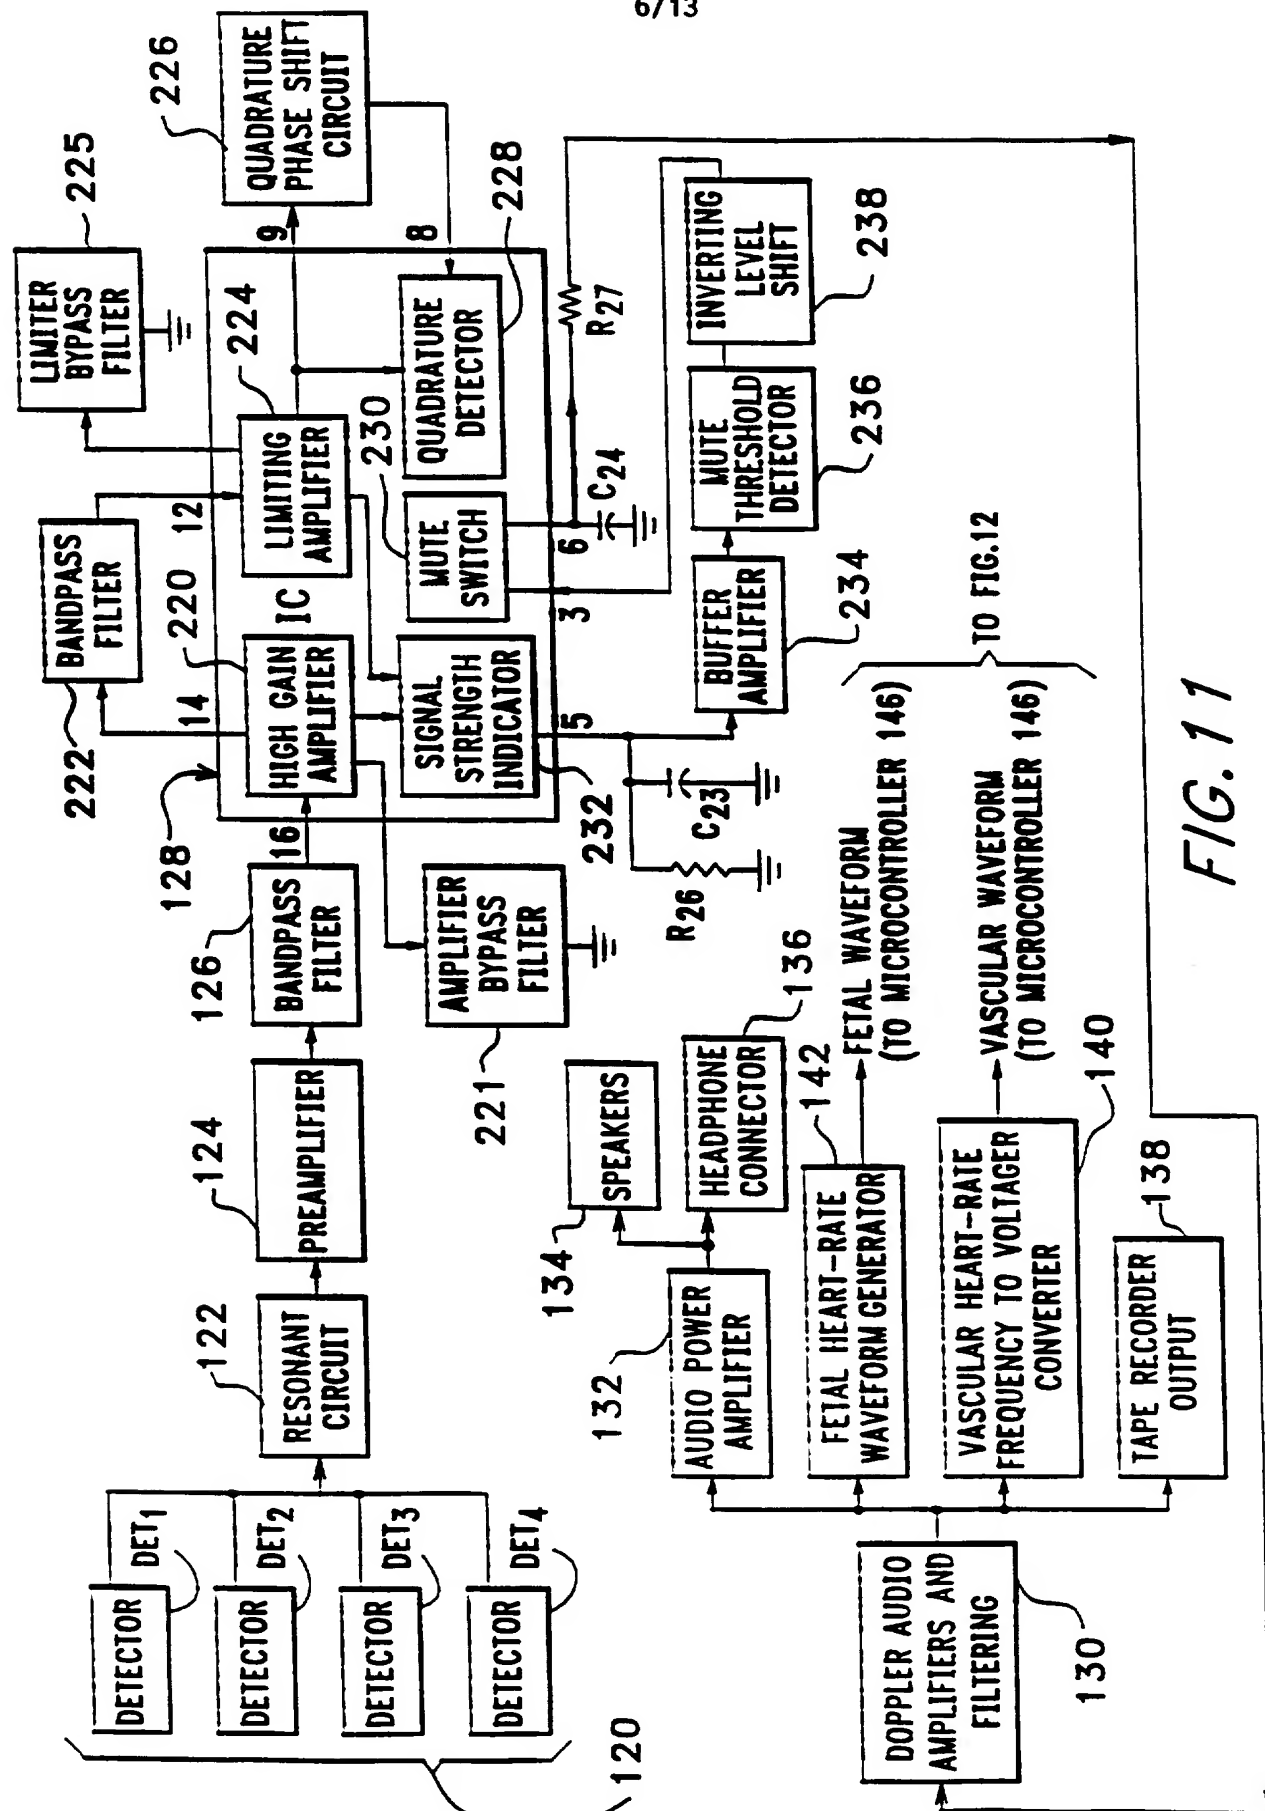 6/13
DETECTOR
DET1
DETECTOR
DET2
DETECTOR
DET3
DETECTOR
DET4
120
RESONANT
CIRCUIT
122
PREAMPLIFIER
124
BANDPASS
FILTER
126
16
128
AMPLIFIER
BYPASS
FILTER
221
HIGH GAIN
AMPLIFIER
220
IC
14
BANDPASS
FILTER
222
12
LIMITING
AMPLIFIER
224
LIMITER
BYPASS
FILTER
225
9
QUADRATURE
PHASE SHIFT
CIRCUIT
226
8
QUADRATURE
DETECTOR
228
MUTE
SWITCH
230
SIGNAL
STRENGTH
INDICATOR
232
5
3
6
C24
R27
R26
C23
BUFFER
AMPLIFIER
234
MUTE
THRESHOLD
DETECTOR
236
INVERTING
LEVEL
SHIFT
238
DOPPLER AUDIO
AMPLIFIERS AND
FILTERING
130
AUDIO POWER
AMPLIFIER
132
SPEAKERS
134
HEADPHONE
CONNECTOR
136
FETAL HEART-RATE
WAVEFORM GENERATOR
142
FETAL WAVEFORM
(TO MICROCONTROLLER 146)
VASCULAR HEART-RATE
FREQUENCY TO VOLTAGER
CONVERTER
140
VASCULAR WAVEFORM
(TO MICROCONTROLLER 146)
TO FIG.12
TAPE RECORDER
OUTPUT
138
FIG. 11